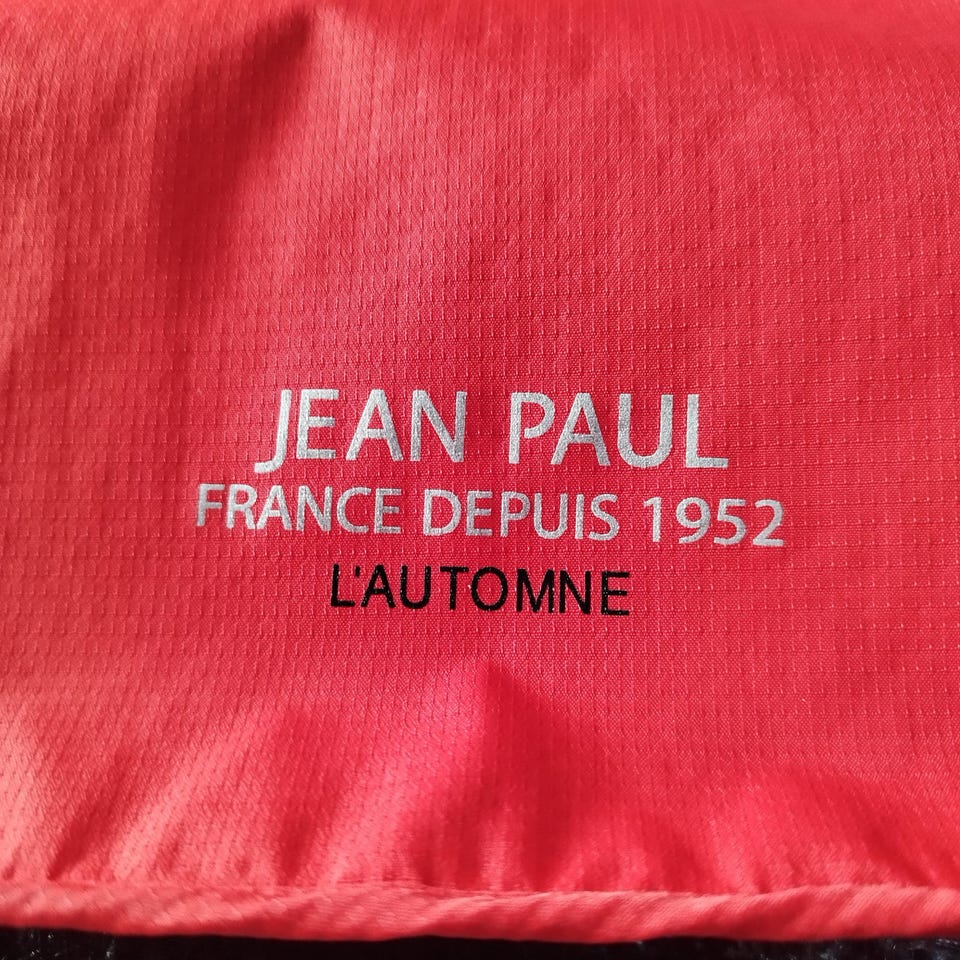 JEAN PAUL
FRANCE DEPUIS 1952
L'AUTOMNE